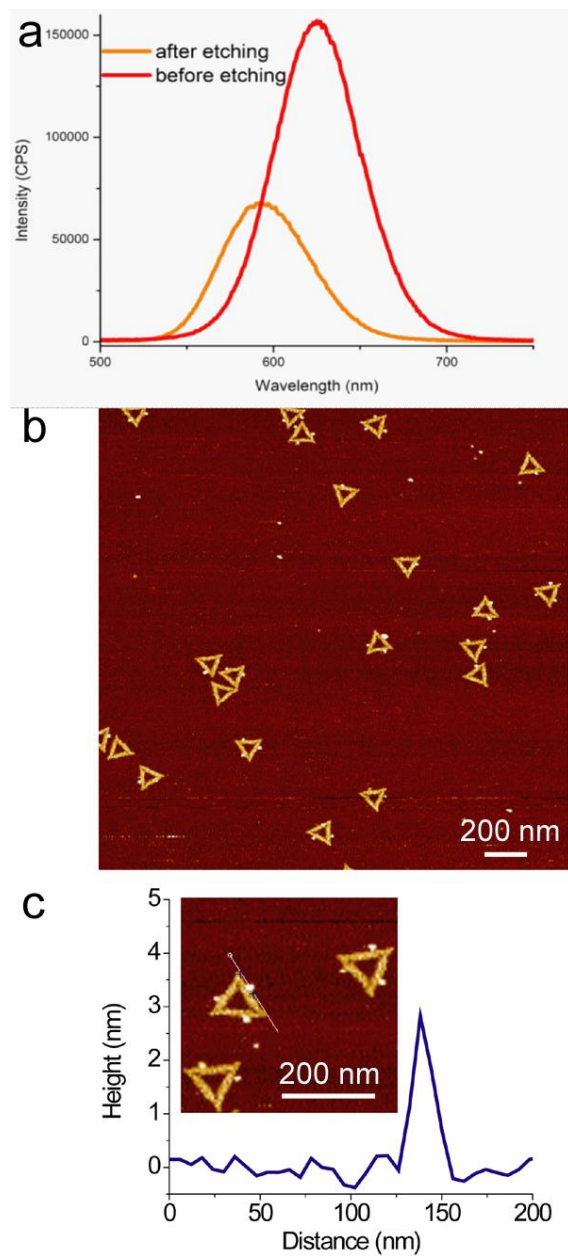 a
after etching
before etching
150000
100000
50000
0
Intensity (CPS)
500
600
700
Wavelength (nm)
b
200 nm
c
5
4
3
2
1
0
Height (nm)
200 nm
0
50
100
150
200
Distance (nm)